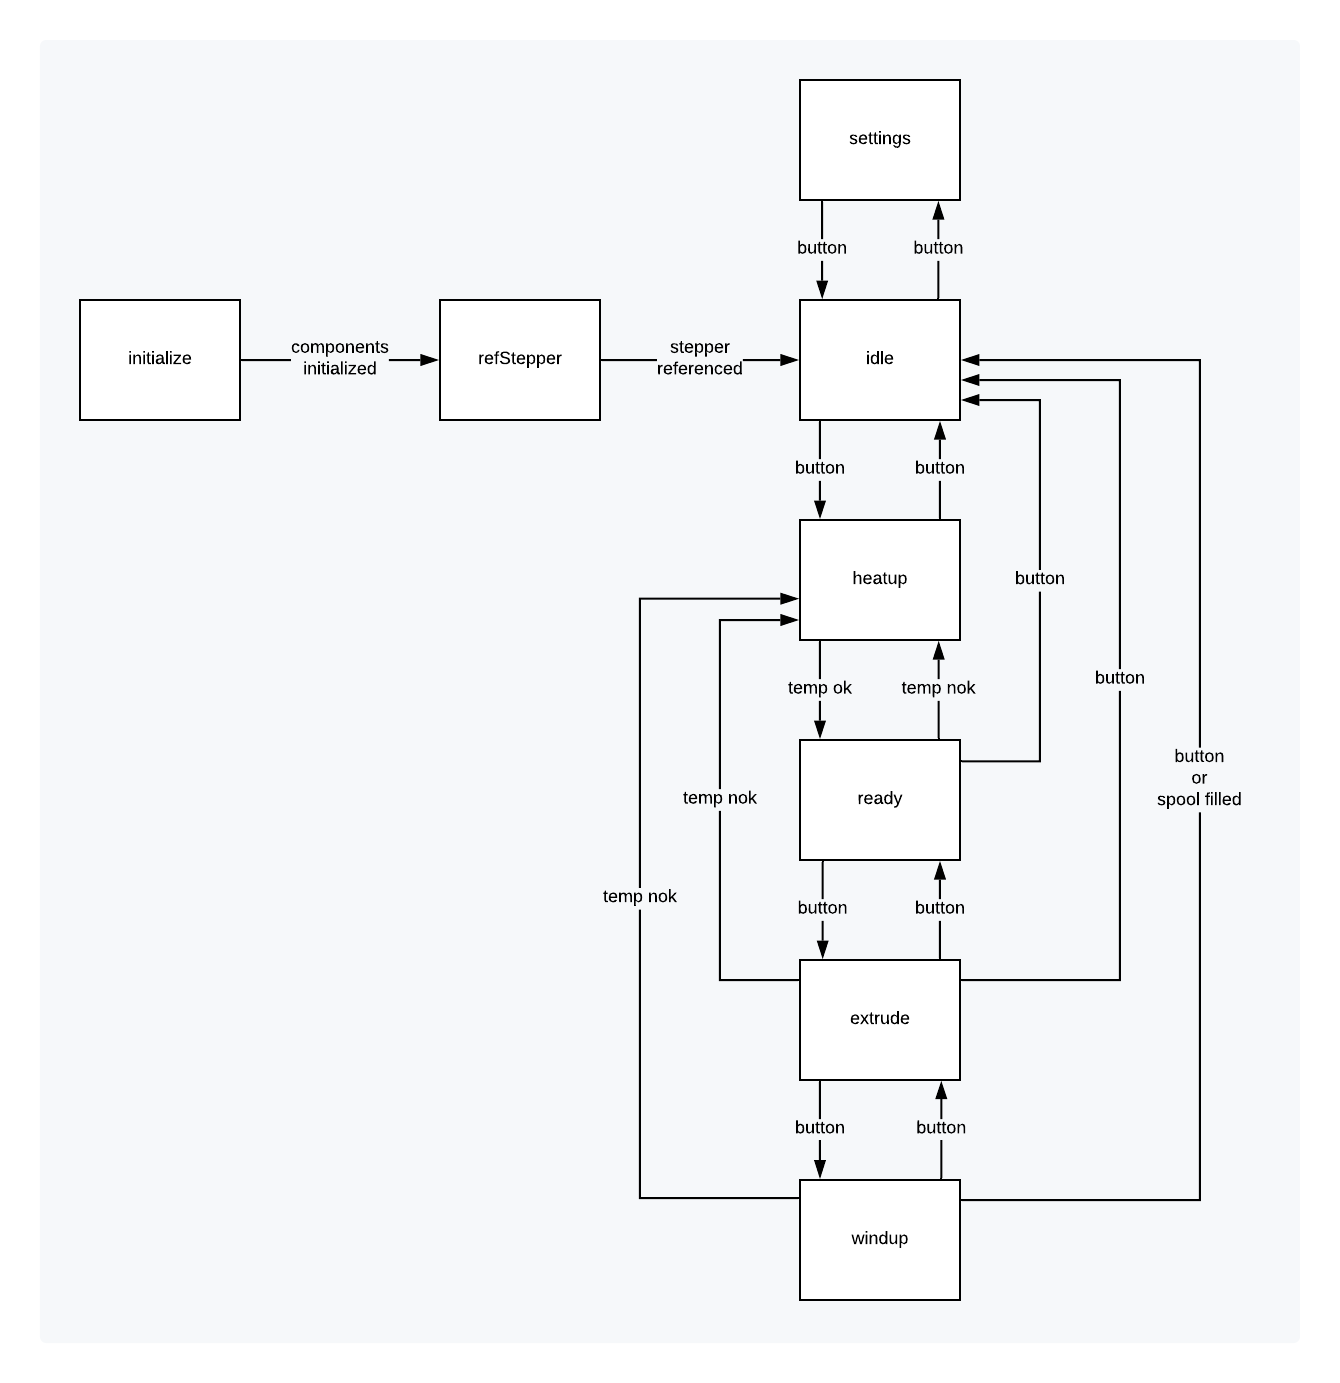 settings
button
button
initialize
components
initialized
refStepper
stepper
referenced
idle
button
button
heatup
button
temp ok
temp nok
button
temp nok
ready
button
or
spool filled
temp nok
button
button
extrude
button
button
windup